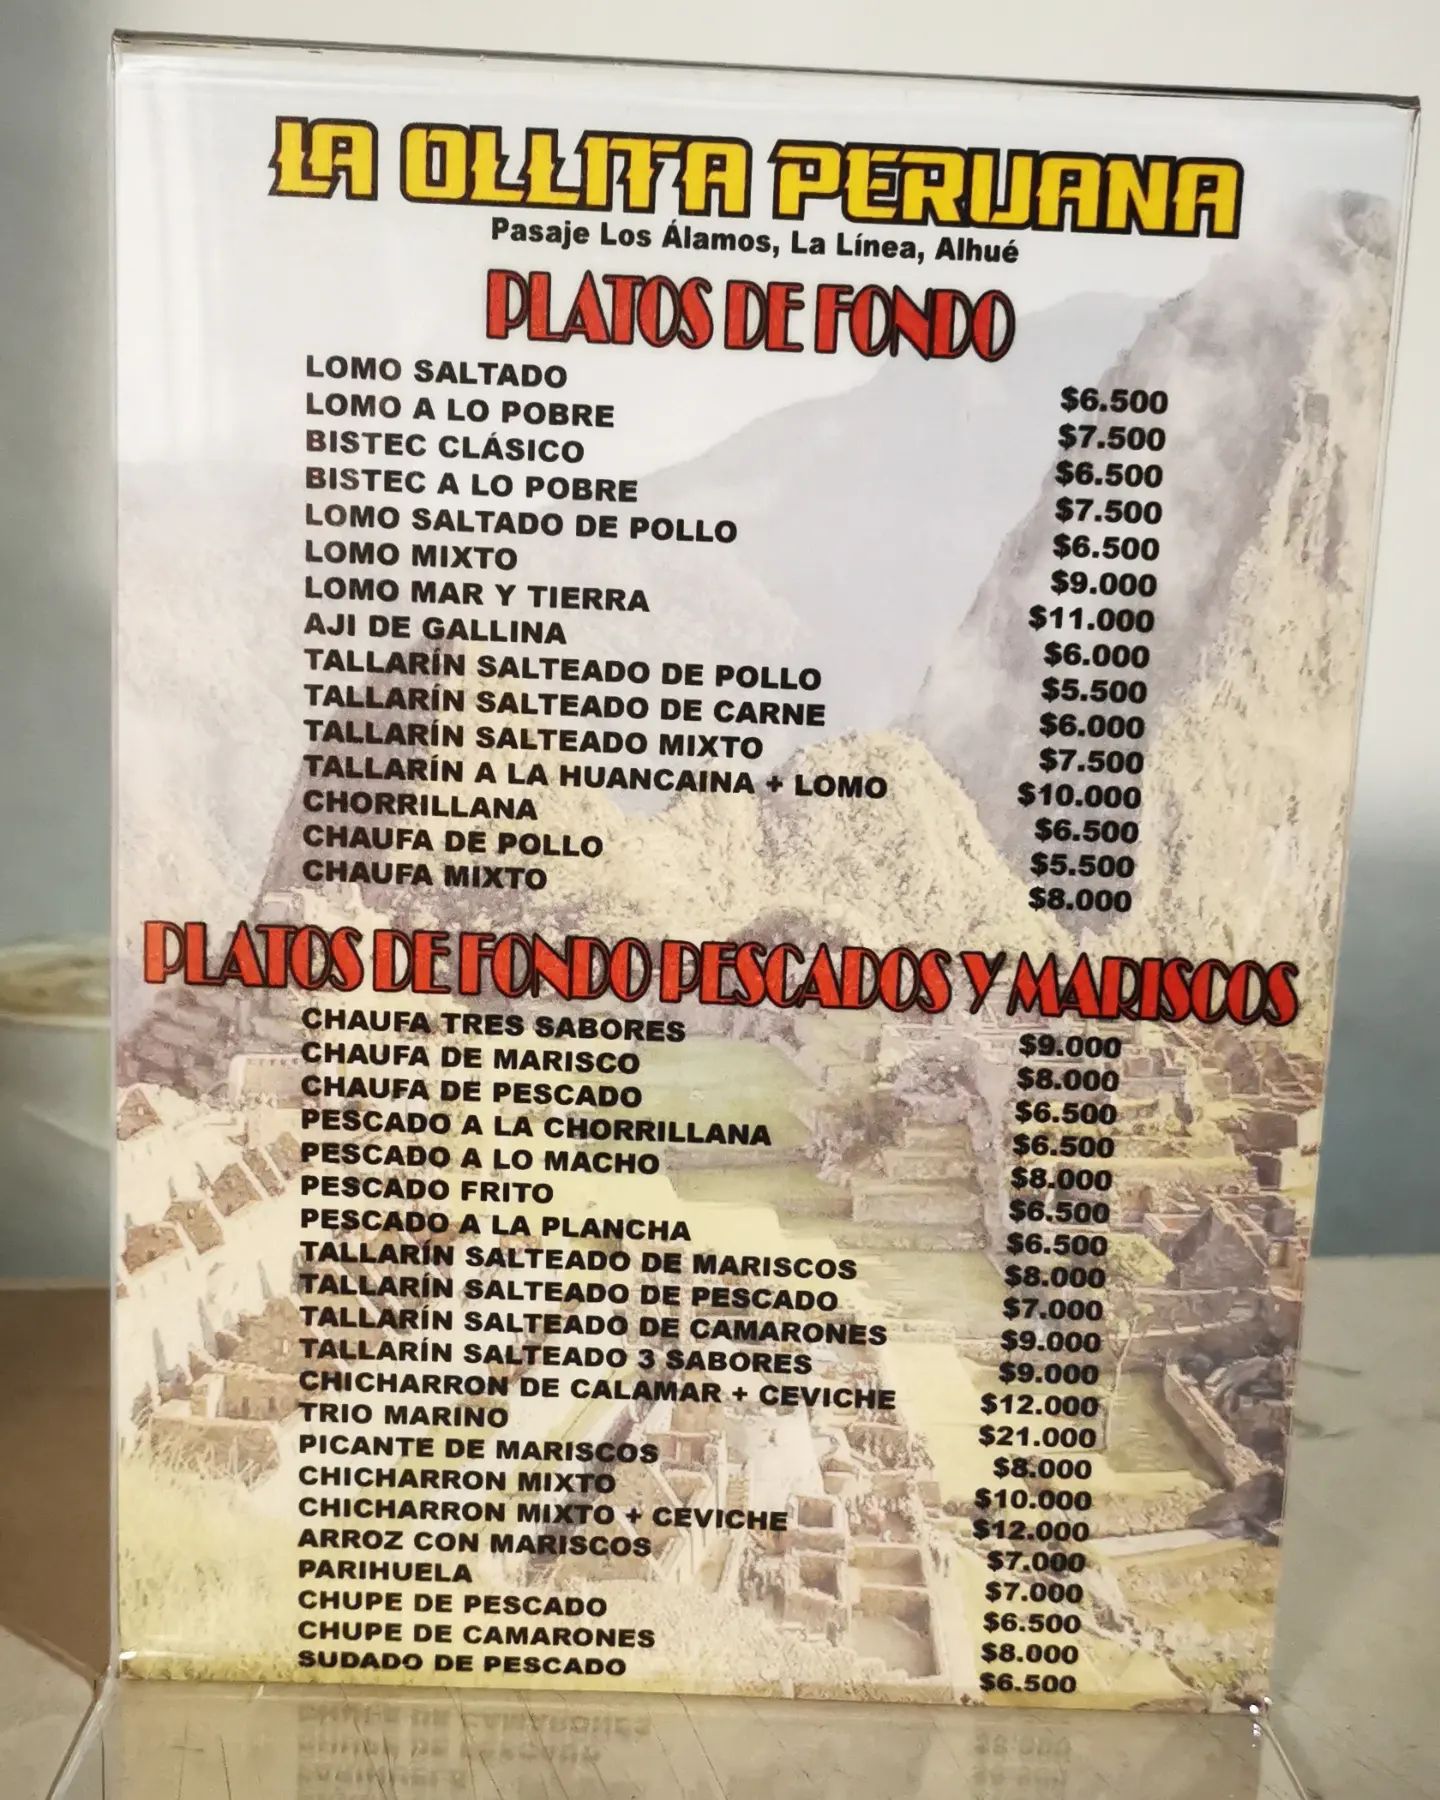 LA OLLITA PERUANA
Pasaje Los Álamos, La Línea, Alhué
PLATOS DE FONDO
LOMO SALTADO $6.500
LOMO A LO POBRE $7.500
BISTEC CLÁSICO $6.500
BISTEC A LO POBRE $7.500
LOMO SALTADO DE POLLO $6.500
LOMO MIXTO $9.000
LOMO MAR Y TIERRA $11.000
AJI DE GALLINA $6.000
TALLARÍN SALTEADO DE POLLO $5.500
TALLARÍN SALTEADO DE CARNE $6.000
TALLARÍN SALTEADO MIXTO $7.500
TALLARÍN A LA HUANCAINA + LOMO $10.000
CHORRILLANA $6.500
CHAUFA DE POLLO $5.500
CHAUFA MIXTO $8.000
PLATOS DE FONDO PESCADOS Y MARISCOS
CHAUFA TRES SABORES $9.000
CHAUFA DE MARISCO $8.000
CHAUFA DE PESCADO $6.500
PESCADO A LA CHORRILLANA $6.500
PESCADO A LO MACHO $8.000
PESCADO FRITO $6.500
PESCADO A LA PLANCHA $6.500
TALLARÍN SALTEADO DE MARISCOS $8.000
TALLARÍN SALTEADO DE PESCADO $7.000
TALLARÍN SALTEADO DE CAMARONES $9.000
TALLARÍN SALTEADO 3 SABORES $9.000
CHICHARRON DE CALAMAR + CEVICHE $12.000
TRIO MARINO $21.000
PICANTE DE MARISCOS $8.000
CHICHARRON MIXTO $10.000
CHICHARRON MIXTO + CEVICHE $12.000
ARROZ CON MARISCOS $7.000
PARIHUELA $7.000
CHUPE DE PESCADO $6.500
CHUPE DE CAMARONES $8.000
SUDADO DE PESCADO $6.500